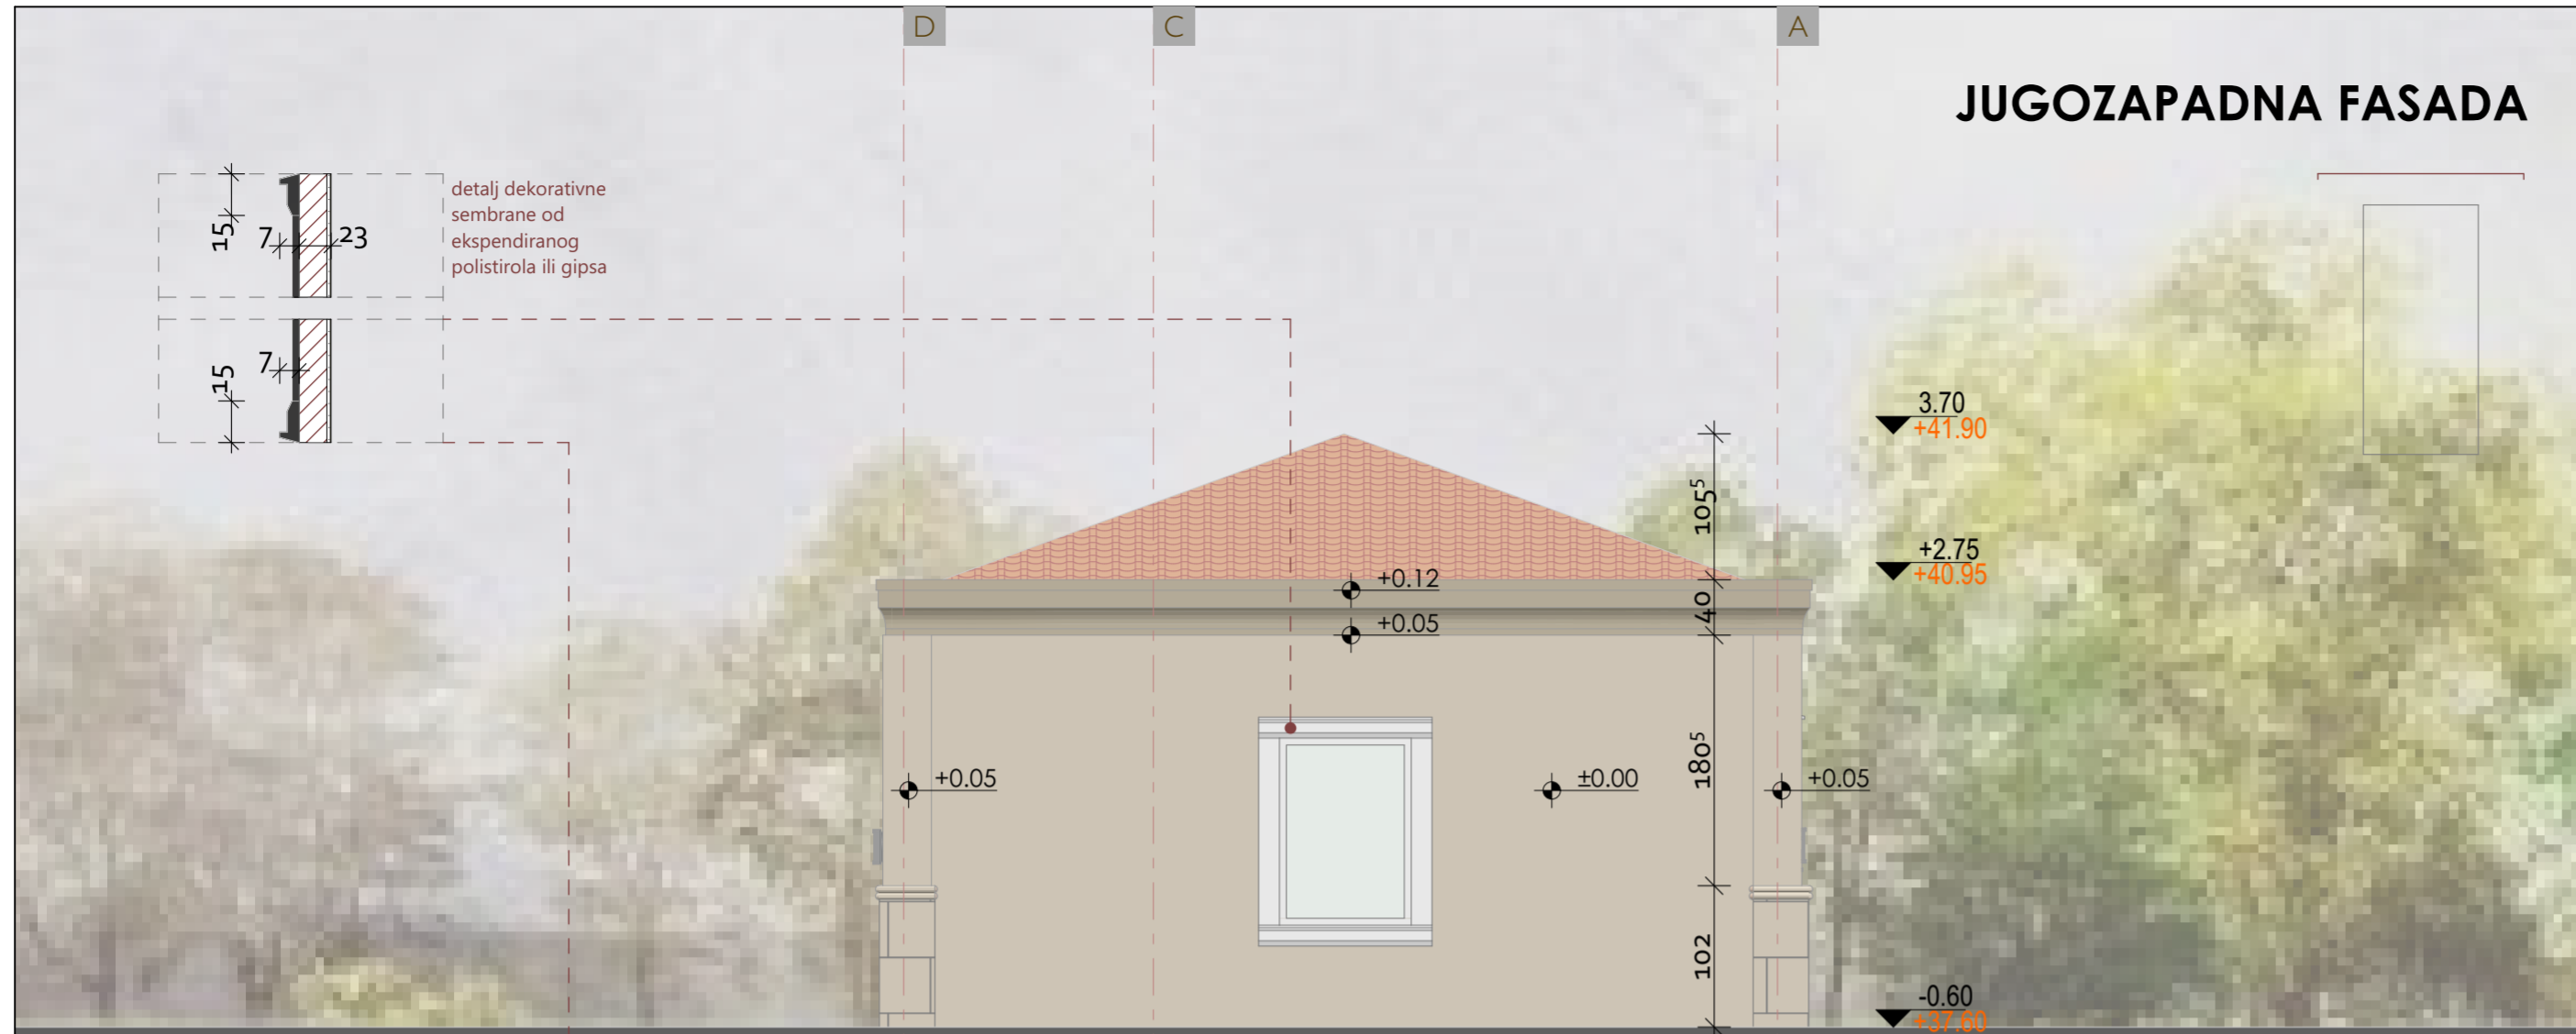 D
C
A
JUGOZAPADNA FASADA
detalj dekorativne
sembrane od
ekspendiranog
polistirola ili gipsa
15
7
23
15
7
3.70
+41.90
105⁵
+2.75
+40.95
+0.12
40
+0.05
180⁵
+0.05
±0.00
+0.05
102
-0.60
+37.60